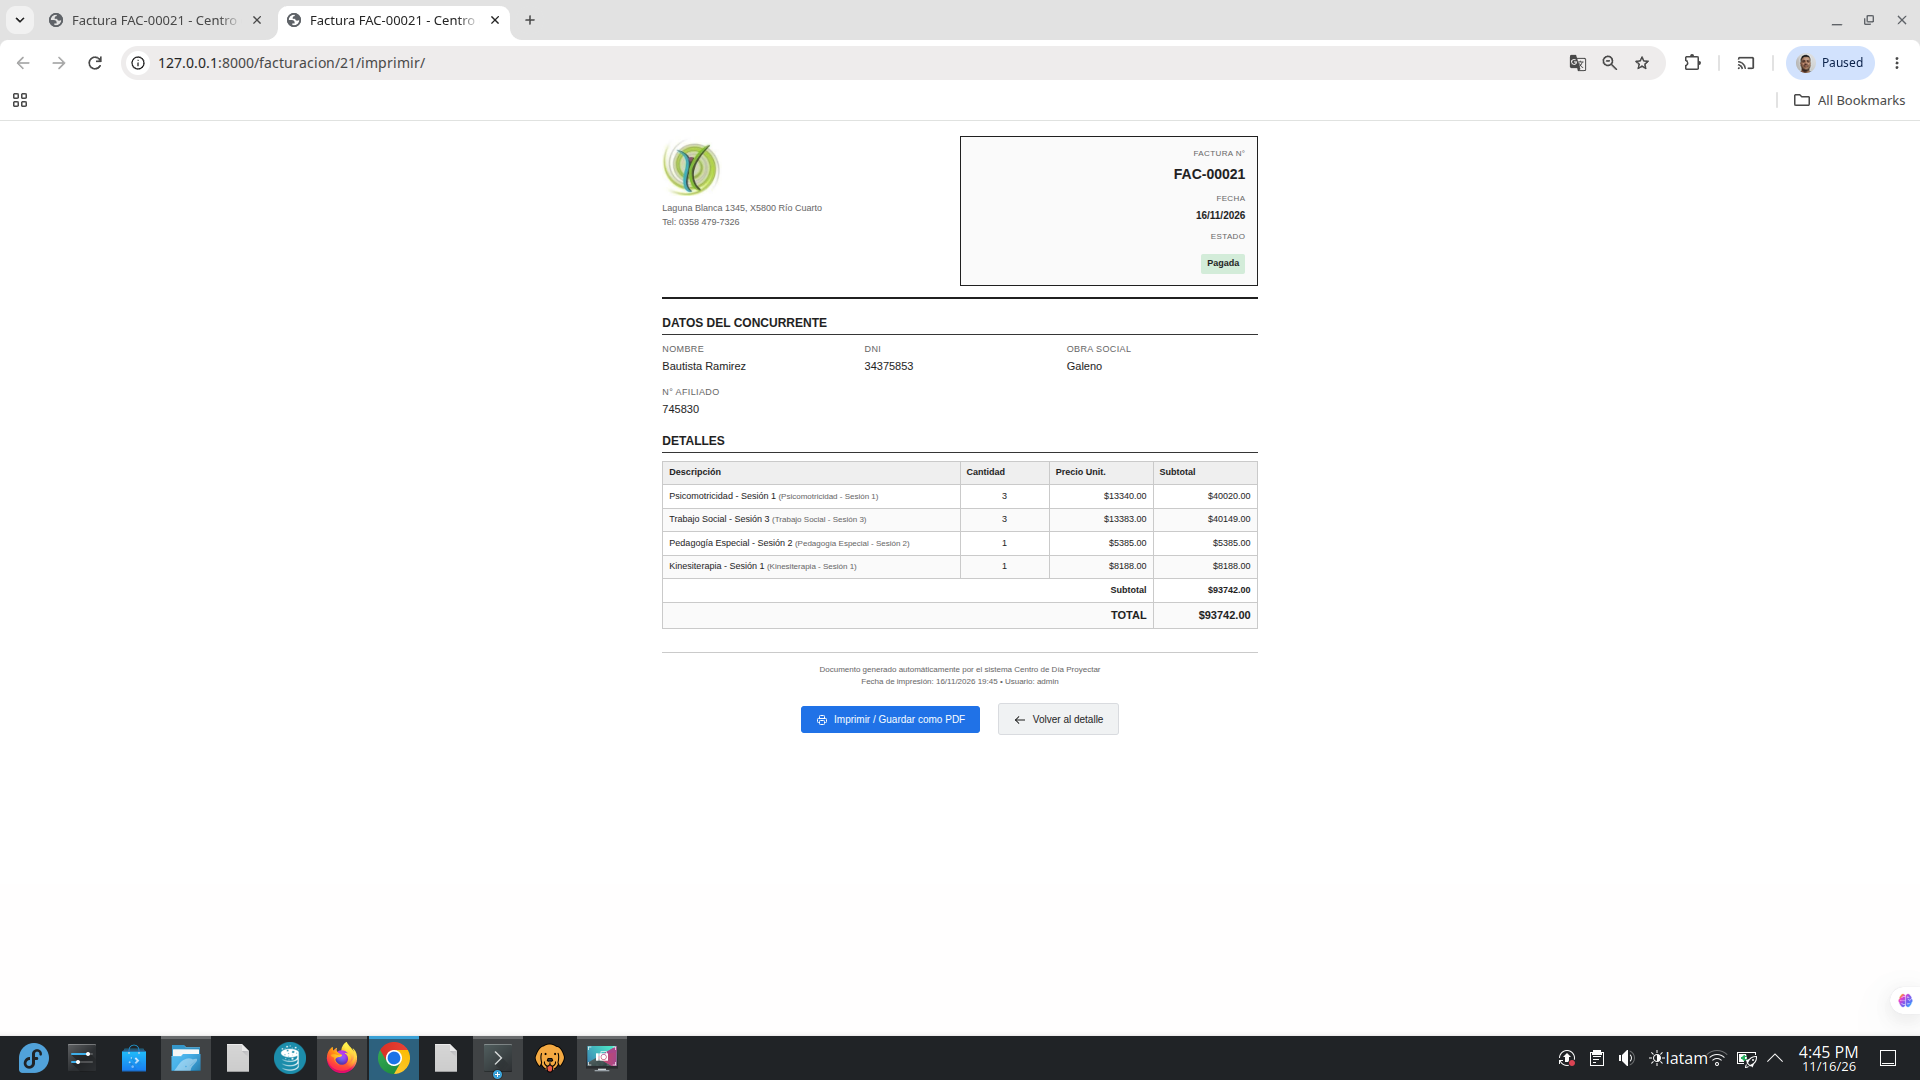 Factura FAC-00021 - Centro
Factura FAC-00021 - Centro
127.0.0.1:8000/facturacion/21/imprimir/
Paused
All Bookmarks
Laguna Blanca 1345, X5800 Río Cuarto
Tel: 0358 479-7326
FACTURA N°
FAC-00021
FECHA
16/11/2026
ESTADO
Pagada
DATOS DEL CONCURRENTE
NOMBRE DNI OBRA SOCIAL
Bautista Ramirez 34375853 Galeno
N° AFILIADO
745830
DETALLES
Descripción Cantidad Precio Unit. Subtotal
Psicomotricidad - Sesión 1 (Psicomotricidad - Sesión 1) 3 $13340.00 $40020.00
Trabajo Social - Sesión 3 (Trabajo Social - Sesión 3) 3 $13383.00 $40149.00
Pedagogía Especial - Sesión 2 (Pedagogía Especial - Sesión 2) 1 $5385.00 $5385.00
Kinesiterapia - Sesión 1 (Kinesiterapia - Sesión 1) 1 $8188.00 $8188.00
Subtotal $93742.00
TOTAL $93742.00
Documento generado automáticamente por el sistema Centro de Día Proyectar
Fecha de impresión: 16/11/2026 19:45 • Usuario: admin
Imprimir / Guardar como PDF
Volver al detalle
latam
4:45 PM
11/16/26